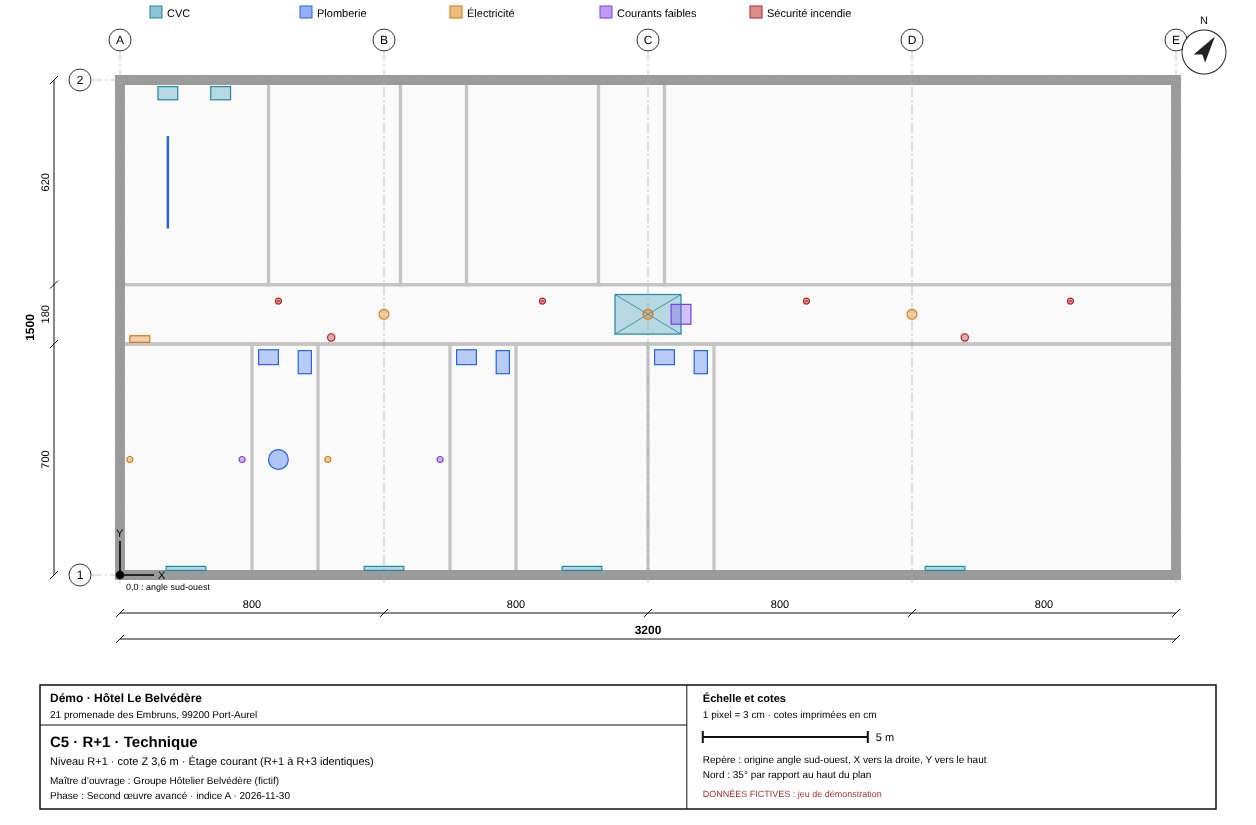 CVC
Plomberie
Électricité
Courants faibles
Sécurité incendie
N
A
B
C
D
E
2
620
180
1500
700
Y
1
X
0,0 : angle sud-ouest
800
800
800
800
3200
Démo · Hôtel Le Belvédère
21 promenade des Embruns, 99200 Port-Aurel
C5 · R+1 · Technique
Niveau R+1 · cote Z 3,6 m · Étage courant (R+1 à R+3 identiques)
Maître d'ouvrage : Groupe Hôtelier Belvédère (fictif)
Phase : Second œuvre avancé · indice A · 2026-11-30
Échelle et cotes
1 pixel = 3 cm · cotes imprimées en cm
5 m
Repère : origine angle sud-ouest, X vers la droite, Y vers le haut
Nord : 35° par rapport au haut du plan
DONNÉES FICTIVES : jeu de démonstration